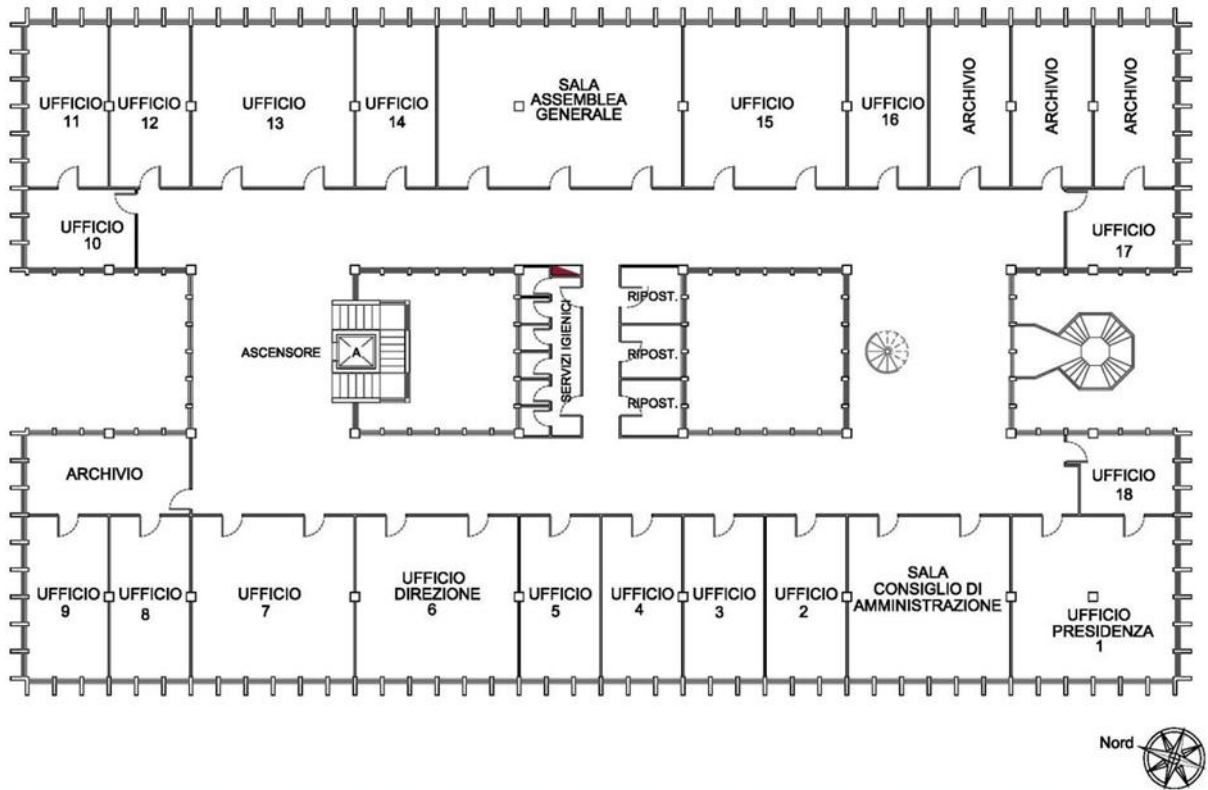 UFFICIO
11
UFFICIO
12
UFFICIO
13
UFFICIO
14
SALA
ASSEMBLEA
GENERALE
UFFICIO
15
UFFICIO
16
ARCHIVIO
ARCHIVIO
ARCHIVIO
UFFICIO
10
UFFICIO
17
ASCENSORE
A
SERVIZI IGIENICI
RIPOST.
RIPOST.
RIPOST.
ARCHIVIO
UFFICIO
18
UFFICIO
9
UFFICIO
8
UFFICIO
7
UFFICIO
DIREZIONE
6
UFFICIO
5
UFFICIO
4
UFFICIO
3
UFFICIO
2
SALA
CONSIGLIO DI
AMMINISTRAZIONE
UFFICIO
PRESIDENZA
1
Nord